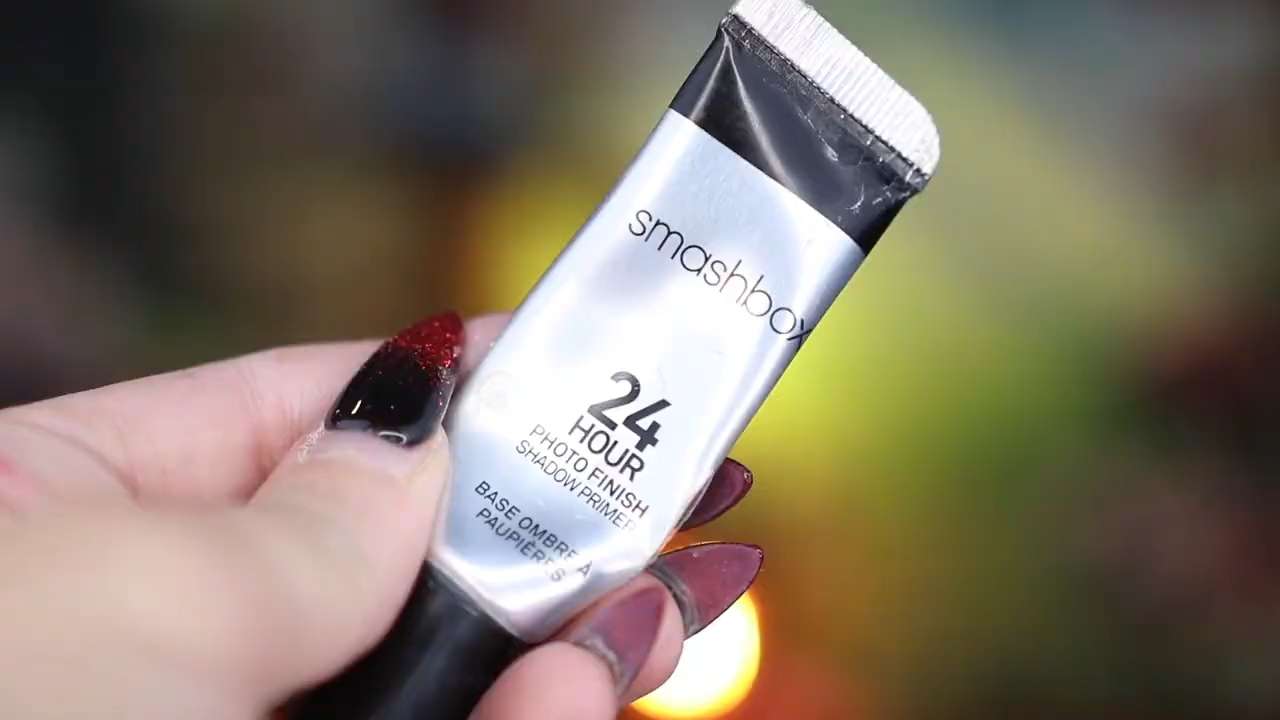 smashbox
24
HOUR
PHOTO FINISH
SHADOW PRIMER
BASE OMBRE À
PAUPIÈRES